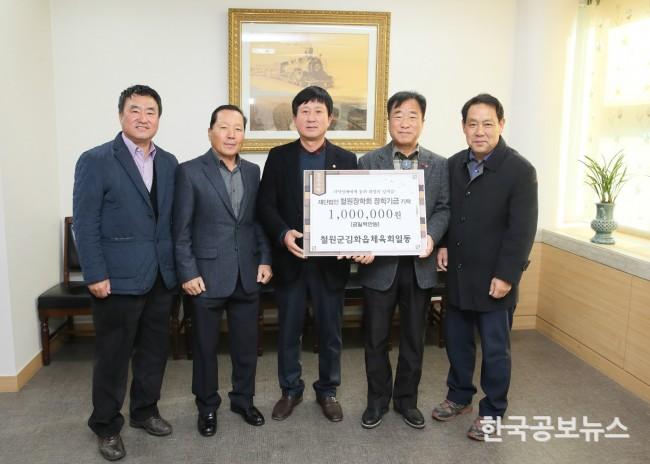 재단법인 철원장학회 장학기금 기탁
1,000,000원
(금일백만원)
철원군김화읍체육회일동
한국공보뉴스